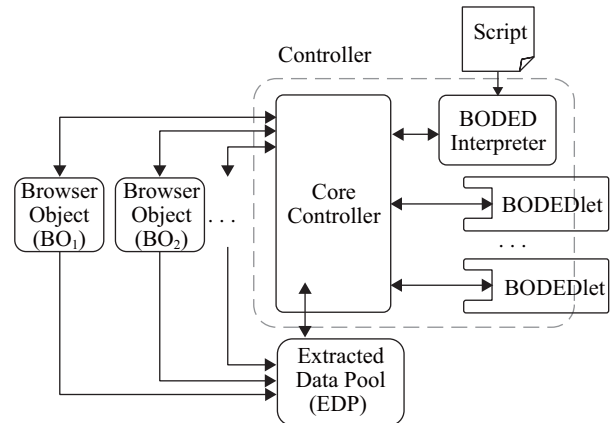 Script
Controller
BODED
Interpreter
Core
Controller
Browser
Object
(BO₁)
Browser
Object
(BO₂)
. . .
BODEDlet
. . .
BODEDlet
Extracted
Data Pool
(EDP)